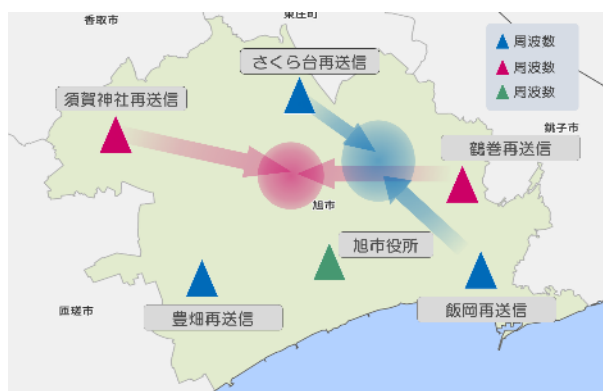 香取市
東庄町
さくら台再送信
周波数
周波数
周波数
須賀神社再送信
銚子市
鶴巻再送信
旭市
旭市役所
匝瑳市
豊畑再送信
飯岡再送信